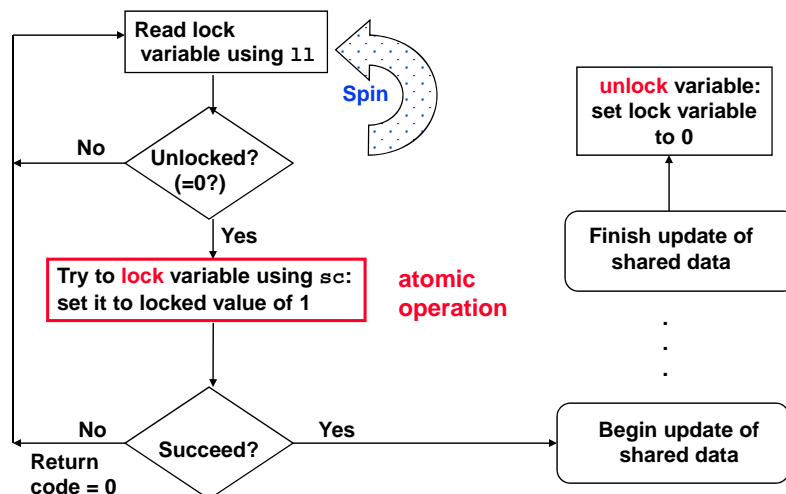 Read lock
variable using ll
Spin
No
Unlocked?
(=0?)
Yes
Try to lock variable using sc:
set it to locked value of 1
atomic
operation
No
Succeed?
Yes
Return
code = 0
Begin update of
shared data
.
.
.
Finish update of
shared data
unlock variable:
set lock variable
to 0